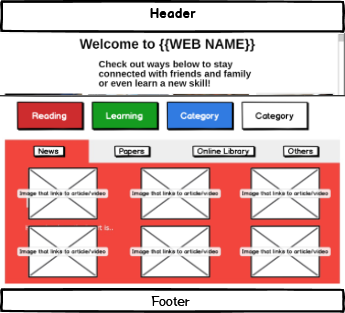 Header
Welcome to {{WEB NAME}}
Check out ways below to stay
connected with friends and family
or even learn a new skill!
Reading Learning Category Category
News Papers Online Library Others
Image that links to article/video Image that links to article/video Image that links to article/video
Image that links to article/video Image that links to article/video Image that links to article/video
Footer